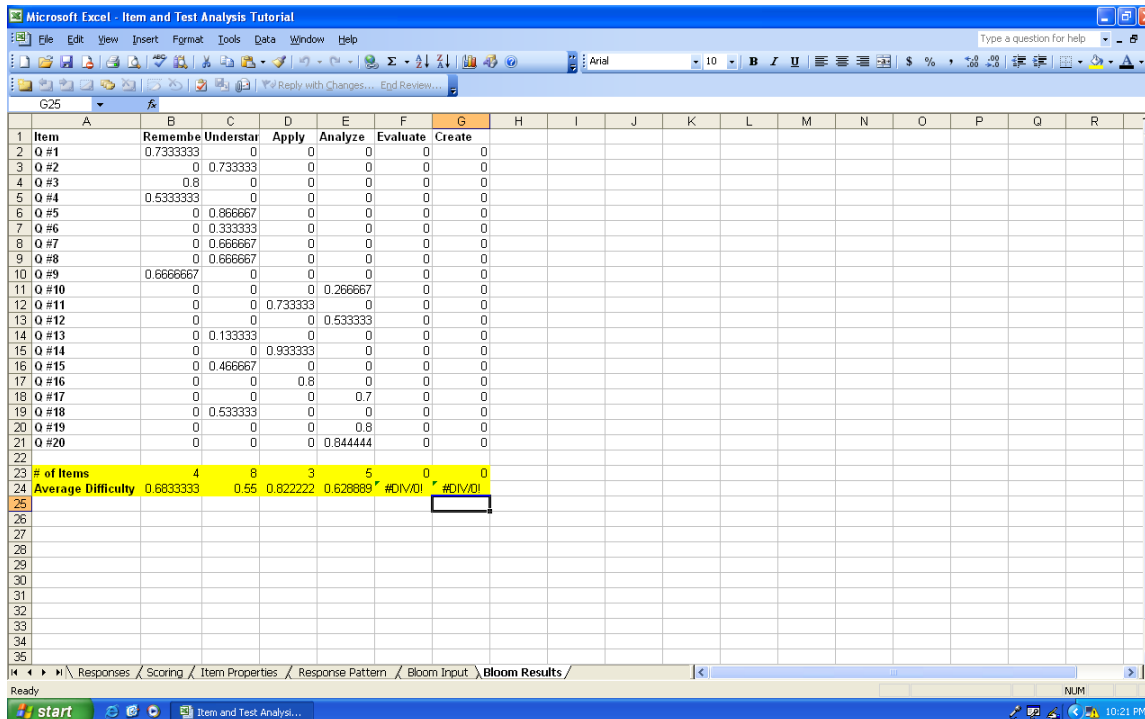 Microsoft Excel - Item and Test Analysis Tutorial
File Edit View Insert Format Tools Data Window Help Type a question for help
Arial 10 B I U $ % ,
Reply with Changes... End Review...
G25 fx
A B C D E F G H I J K L M N O P Q R
1 Item Remembe Understar Apply Analyze Evaluate Create
2 Q #1 0.7333333 0 0 0 0 0
3 Q #2 0 0.733333 0 0 0 0
4 Q #3 0.8 0 0 0 0 0
5 Q #4 0.5333333 0 0 0 0 0
6 Q #5 0 0.866667 0 0 0 0
7 Q #6 0 0.333333 0 0 0 0
8 Q #7 0 0.666667 0 0 0 0
9 Q #8 0 0.666667 0 0 0 0
10 Q #9 0.6666667 0 0 0 0 0
11 Q #10 0 0 0 0.266667 0 0
12 Q #11 0 0 0.733333 0 0 0
13 Q #12 0 0 0 0.533333 0 0
14 Q #13 0 0.133333 0 0 0 0
15 Q #14 0 0 0.933333 0 0 0
16 Q #15 0 0.466667 0 0 0 0
17 Q #16 0 0 0.8 0 0 0
18 Q #17 0 0 0 0.7 0 0
19 Q #18 0 0.533333 0 0 0 0
20 Q #19 0 0 0 0.8 0 0
21 Q #20 0 0 0 0.844444 0 0
22
23 # of Items 4 8 3 5 0 0
24 Average Difficulty 0.6833333 0.55 0.822222 0.628889 #DIV/0! #DIV/0!
25
26
27
28
29
30
31
32
33
34
35
Responses Scoring Item Properties Response Pattern Bloom Input Bloom Results
Ready NUM
start Item and Test Analysi... 10:21 PM